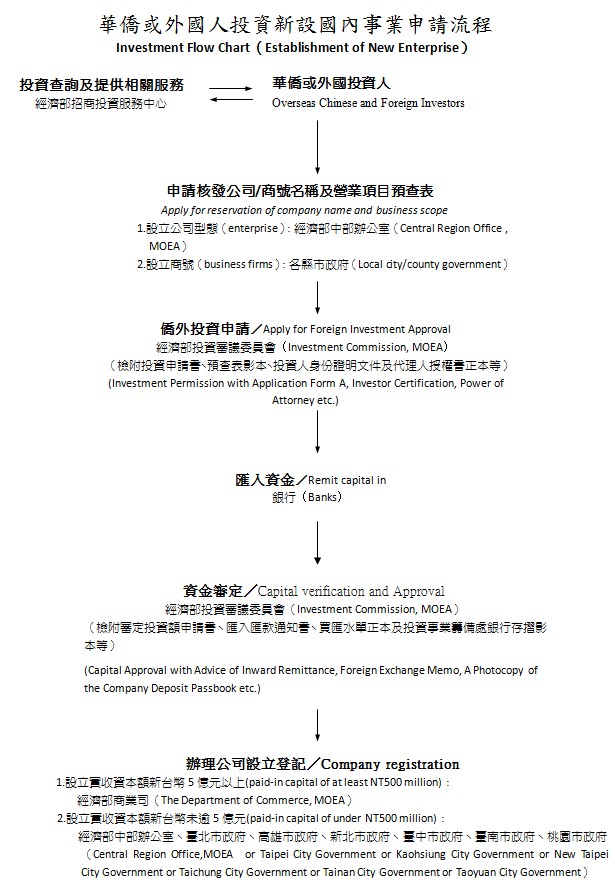 華僑或外國人投資新設國內事業申請流程
Investment Flow Chart（Establishment of New Enterprise）
投資查詢及提供相關服務
經濟部招商投資服務中心
華僑或外國投資人
Overseas Chinese and Foreign Investors
申請核發公司/商號名稱及營業項目預查表
Apply for reservation of company name and business scope
1.設立公司型態（enterprise）：經濟部中部辦公室（Central Region Office ,
MOEA）
2.設立商號（business firms）：各縣市政府（Local city/county government）
僑外投資申請／Apply for Foreign Investment Approval
經濟部投資審議委員會（Investment Commission, MOEA）
（檢附投資申請書、預查表影本、投資人身份證明文件及代理人授權書正本等）
(Investment Permission with Application Form A, Investor Certification, Power of
Attorney etc.)
匯入資金／Remit capital in
銀行（Banks）
資金審定／Capital verification and Approval
經濟部投資審議委員會（Investment Commission, MOEA）
（檢附審定投資額申請書、匯入匯款通知書、買匯水單正本及投資事業籌備處銀行存摺影
本等）
(Capital Approval with Advice of Inward Remittance, Foreign Exchange Memo, A Photocopy of
the Company Deposit Passbook etc.)
辦理公司設立登記／Company registration
1.設立實收資本額新台幣 5 億元以上(paid-in capital of at least NT500 million)：
經濟部商業司（The Department of Commerce, MOEA）
2.設立實收資本額新台幣未逾 5 億元(paid-in capital of under NT500 million)：
經濟部中部辦公室、臺北市政府、高雄市政府、新北市政府、臺中市政府、臺南市政府、桃園市政府
（Central Region Office,MOEA or Taipei City Government or Kaohsiung City Government or New Taipei
City Government or Taichung City Government or Tainan City Government or Taoyuan City Government）